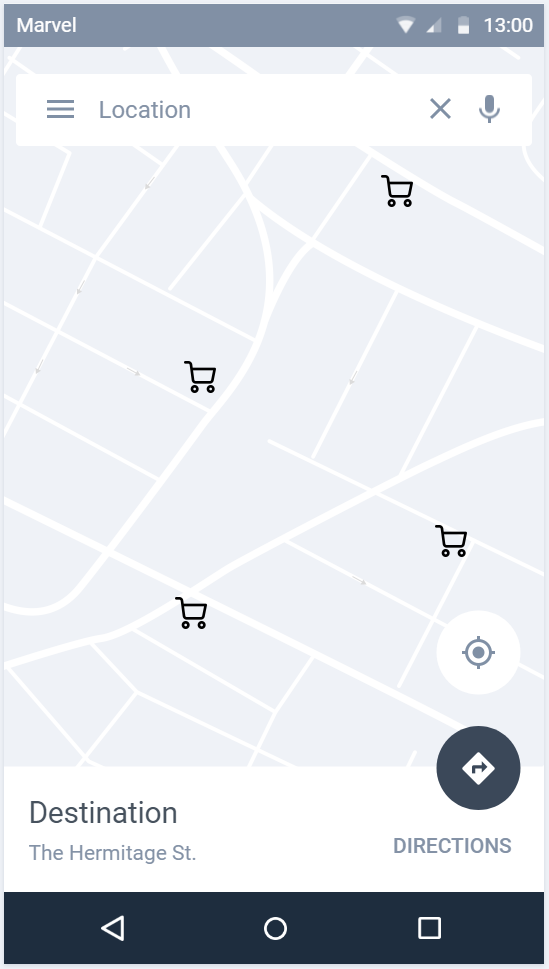 Marvel 13:00
Location
Destination
The Hermitage St.
DIRECTIONS